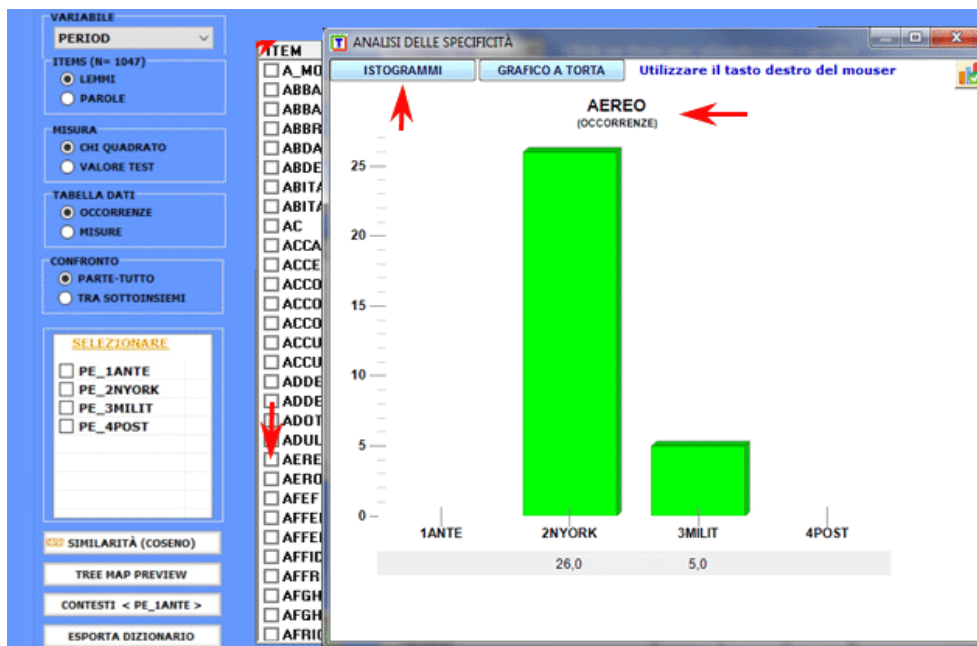 VARIABILE
PERIOD
ITEMS (N= 1047)
LEMMI
PAROLE
MISURA
CHI QUADRATO
VALORE TEST
TABELLA DATI
OCCORRENZE
MISURE
CONFRONTO
PARTE-TUTTO
TRA SOTTOINSIEMI
SELEZIONARE
PE_1ANTE
PE_2NYORK
PE_3MILIT
PE_4POST
SIMILARITÀ (COSENO)
TREE MAP PREVIEW
CONTESTI < PE_1ANTE >
ESPORTA DIZIONARIO
ITEM
A_MO
ABBA
ABBA
ABBR
ABDA
ABDE
ABITA
ABITA
AC
ACCA
ACCE
ACCO
ACCO
ACCO
ACCU
ACCU
ADDE
ADDE
ADOT
ADUL
AERE
AERO
AFEF
AFFE
AFFE
AFFID
AFFR
AFGH
AFGH
AFRIC
ANALISI DELLE SPECIFICITÀ
ISTOGRAMMI GRAFICO A TORTA Utilizzare il tasto destro del mouser
AEREO
(OCCORRENZE)
25
20
15
10
5
0
1ANTE 2NYORK 3MILIT 4POST
26,0 5,0